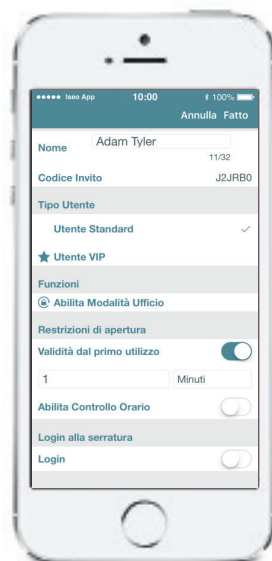 Iseo App 10:00 100%
Annulla Fatto
Nome Adam Tyler
11/32
Codice Invito J2JRB0
Tipo Utente
Utente Standard
Utente VIP
Funzioni
Abilita Modalità Ufficio
Restrizioni di apertura
Validità dal primo utilizzo
1 Minuti
Abilita Controllo Orario
Login alla serratura
Login